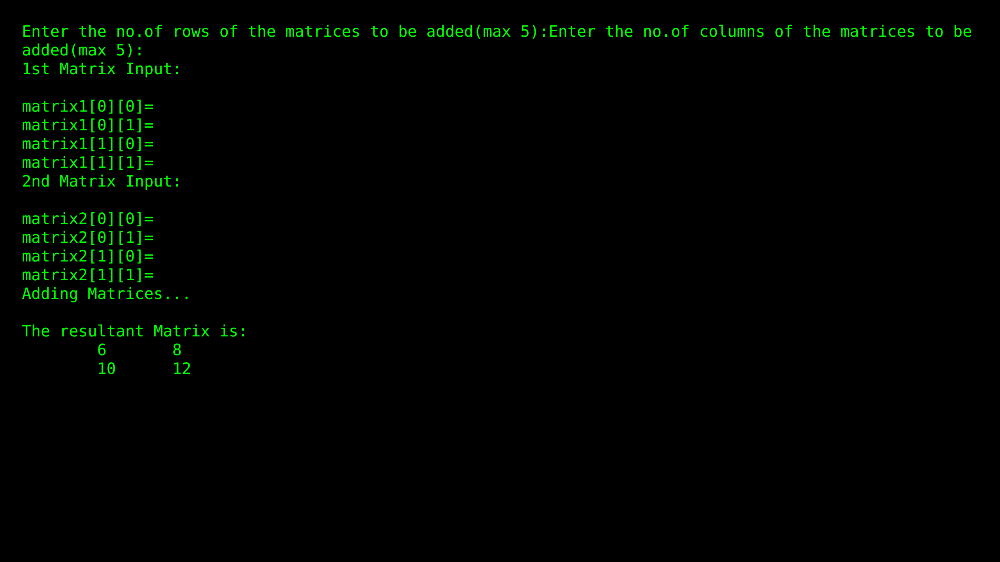 Enter the no.of rows of the matrices to be added(max 5):Enter the no.of columns of the matrices to be
added(max 5):
1st Matrix Input:

matrix1[0][0]=
matrix1[0][1]=
matrix1[1][0]=
matrix1[1][1]=
2nd Matrix Input:

matrix2[0][0]=
matrix2[0][1]=
matrix2[1][0]=
matrix2[1][1]=
Adding Matrices...

The resultant Matrix is:
        6       8
        10      12